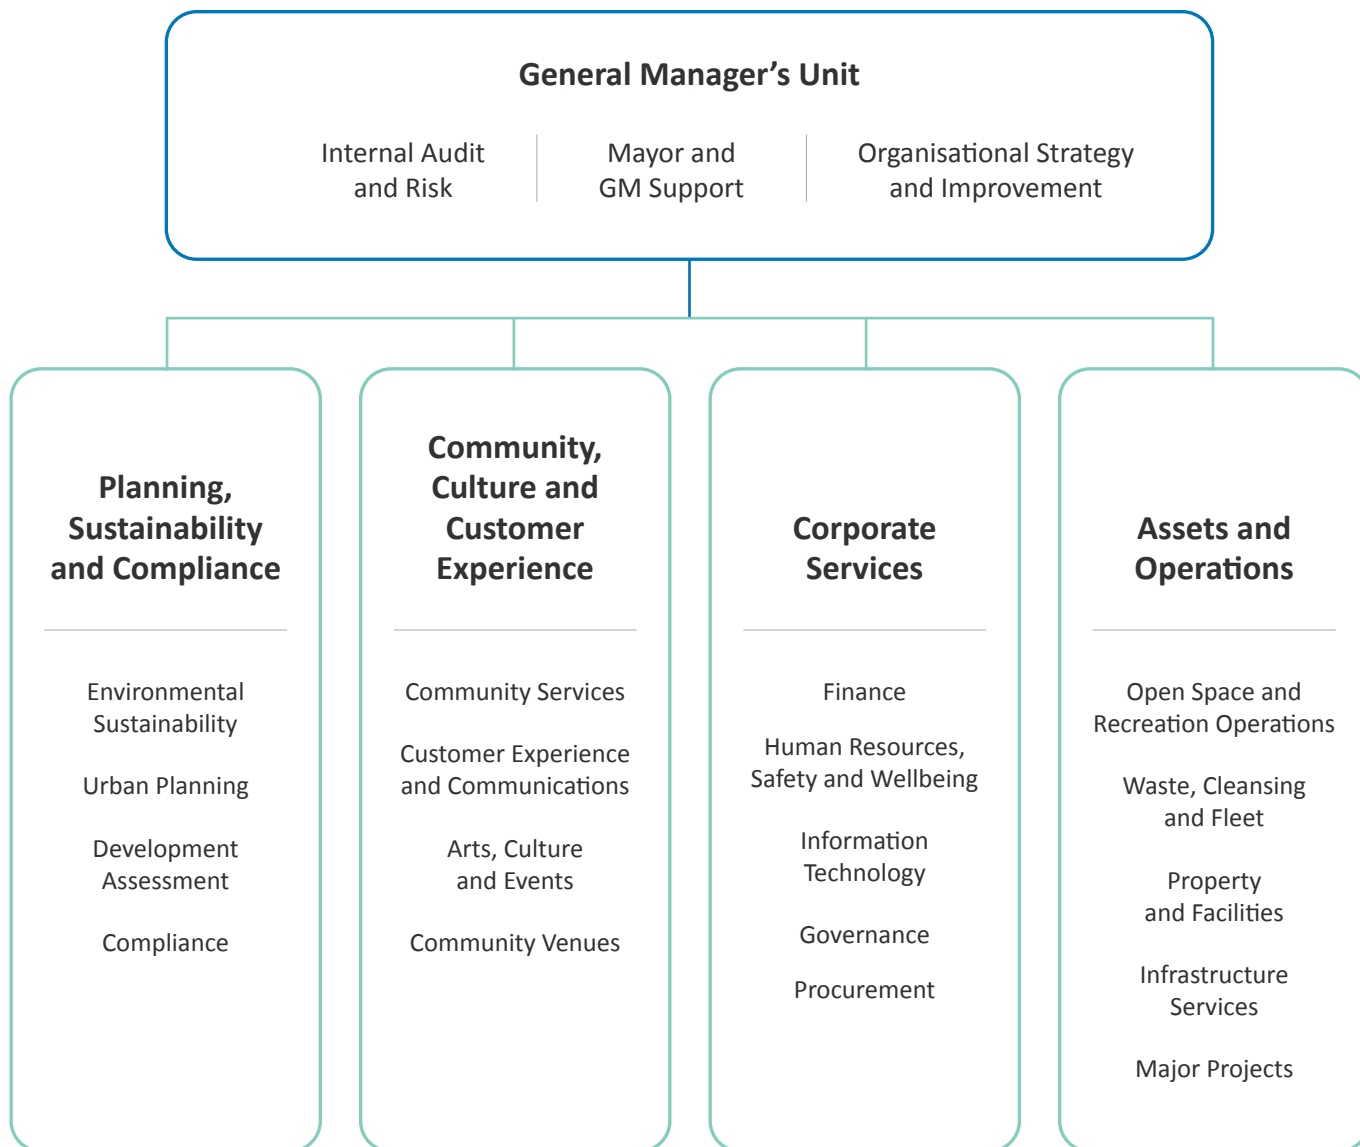 General Manager’s Unit
Internal Audit
and Risk
Mayor and
GM Support
Organisational Strategy
and Improvement
Planning,
Sustainability
and Compliance
Environmental
Sustainability
Urban Planning
Development
Assessment
Compliance
Community,
Culture and
Customer
Experience
Community Services
Customer Experience
and Communications
Arts, Culture
and Events
Community Venues
Corporate
Services
Finance
Human Resources,
Safety and Wellbeing
Information
Technology
Governance
Procurement
Assets and
Operations
Open Space and
Recreation Operations
Waste, Cleansing
and Fleet
Property
and Facilities
Infrastructure
Services
Major Projects